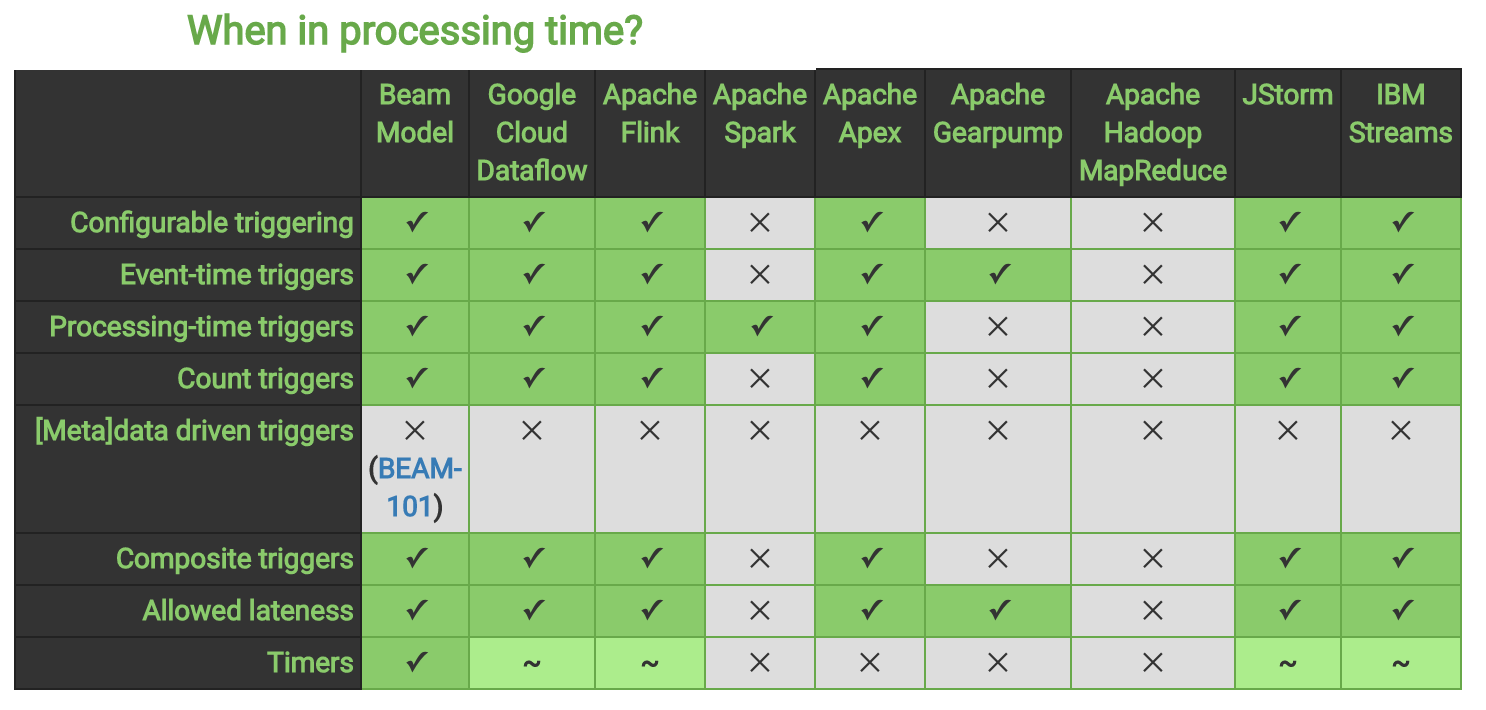 When in processing time?
Beam Model Google Cloud Dataflow Apache Flink Apache Spark Apache Apex Apache Gearpump Apache Hadoop MapReduce JStorm IBM Streams
Configurable triggering ✓ ✓ ✓ ✕ ✓ ✕ ✕ ✓ ✓
Event-time triggers ✓ ✓ ✓ ✕ ✓ ✓ ✕ ✓ ✓
Processing-time triggers ✓ ✓ ✓ ✓ ✓ ✕ ✕ ✓ ✓
Count triggers ✓ ✓ ✓ ✕ ✓ ✕ ✕ ✓ ✓
[Meta]data driven triggers ✕ (BEAM-101) ✕ ✕ ✕ ✕ ✕ ✕ ✕ ✕
Composite triggers ✓ ✓ ✓ ✕ ✓ ✕ ✕ ✓ ✓
Allowed lateness ✓ ✓ ✓ ✕ ✓ ✓ ✕ ✓ ✓
Timers ✓ ~ ~ ✕ ✕ ✕ ✕ ~ ~